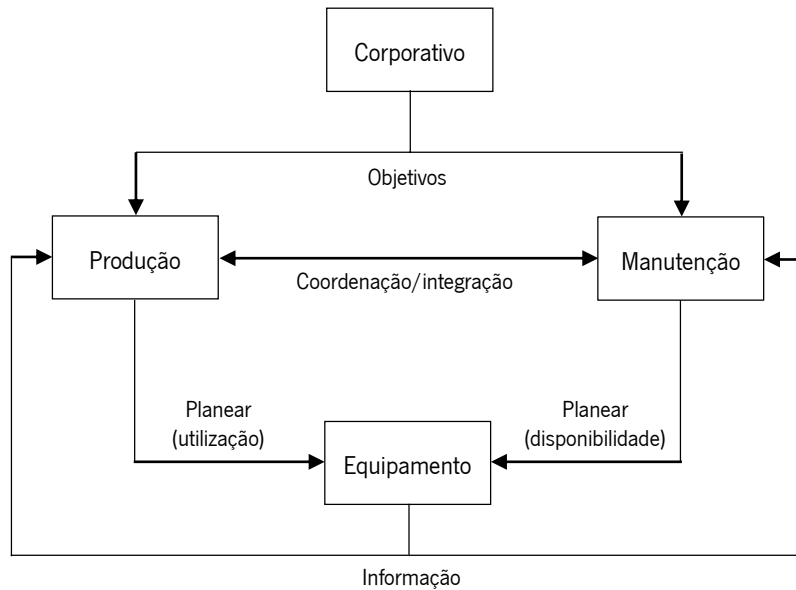 Corporativo
Objetivos
Produção
Manutenção
Coordenação/integração
Planear
(utilização)
Planear
(disponibilidade)
Equipamento
Informação